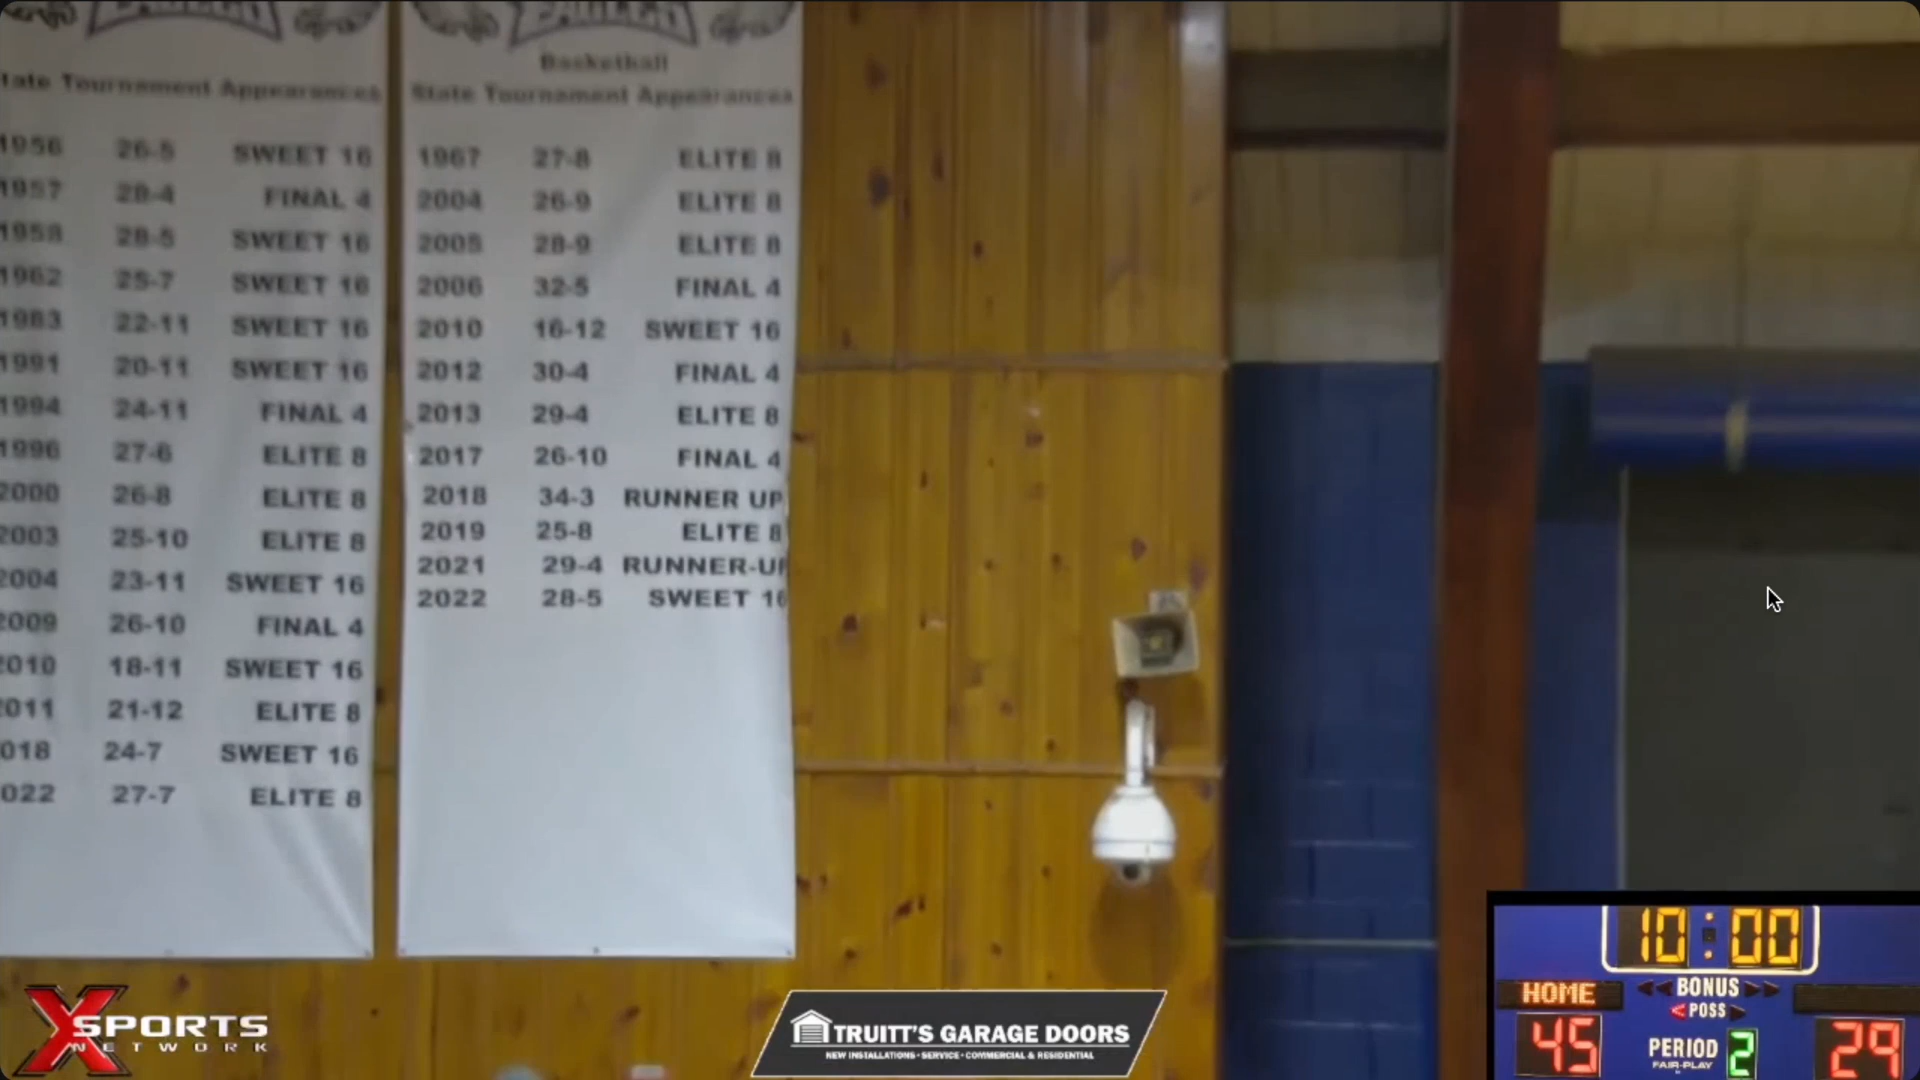 EAGLES
State Tournament Appearances
1956 26-5 SWEET 16
1957 28-4 FINAL 4
1958 28-5 SWEET 16
1962 25-7 SWEET 16
1983 22-11 SWEET 16
1991 20-11 SWEET 16
1994 24-11 FINAL 4
1996 27-6 ELITE 8
2000 26-8 ELITE 8
2003 25-10 ELITE 8
2004 23-11 SWEET 16
2009 26-10 FINAL 4
2010 18-11 SWEET 16
2011 21-12 ELITE 8
018 24-7 SWEET 16
022 27-7 ELITE 8
EAGLES
Basketball
State Tournament Appearances
1967 27-8 ELITE 8
2004 26-9 ELITE 8
2005 28-9 ELITE 8
2006 32-5 FINAL 4
2010 16-12 SWEET 16
2012 30-4 FINAL 4
2013 29-4 ELITE 8
2017 26-10 FINAL 4
2018 34-3 RUNNER UP
2019 25-8 ELITE 8
2021 29-4 RUNNER-UP
2022 28-5 SWEET 16
X SPORTS
NETWORK
TRUITT'S GARAGE DOORS
NEW INSTALLATIONS • SERVICE • COMMERCIAL & RESIDENTIAL
10:00
HOME BONUS
POSS
45 PERIOD 2 29
FAIR-PLAY